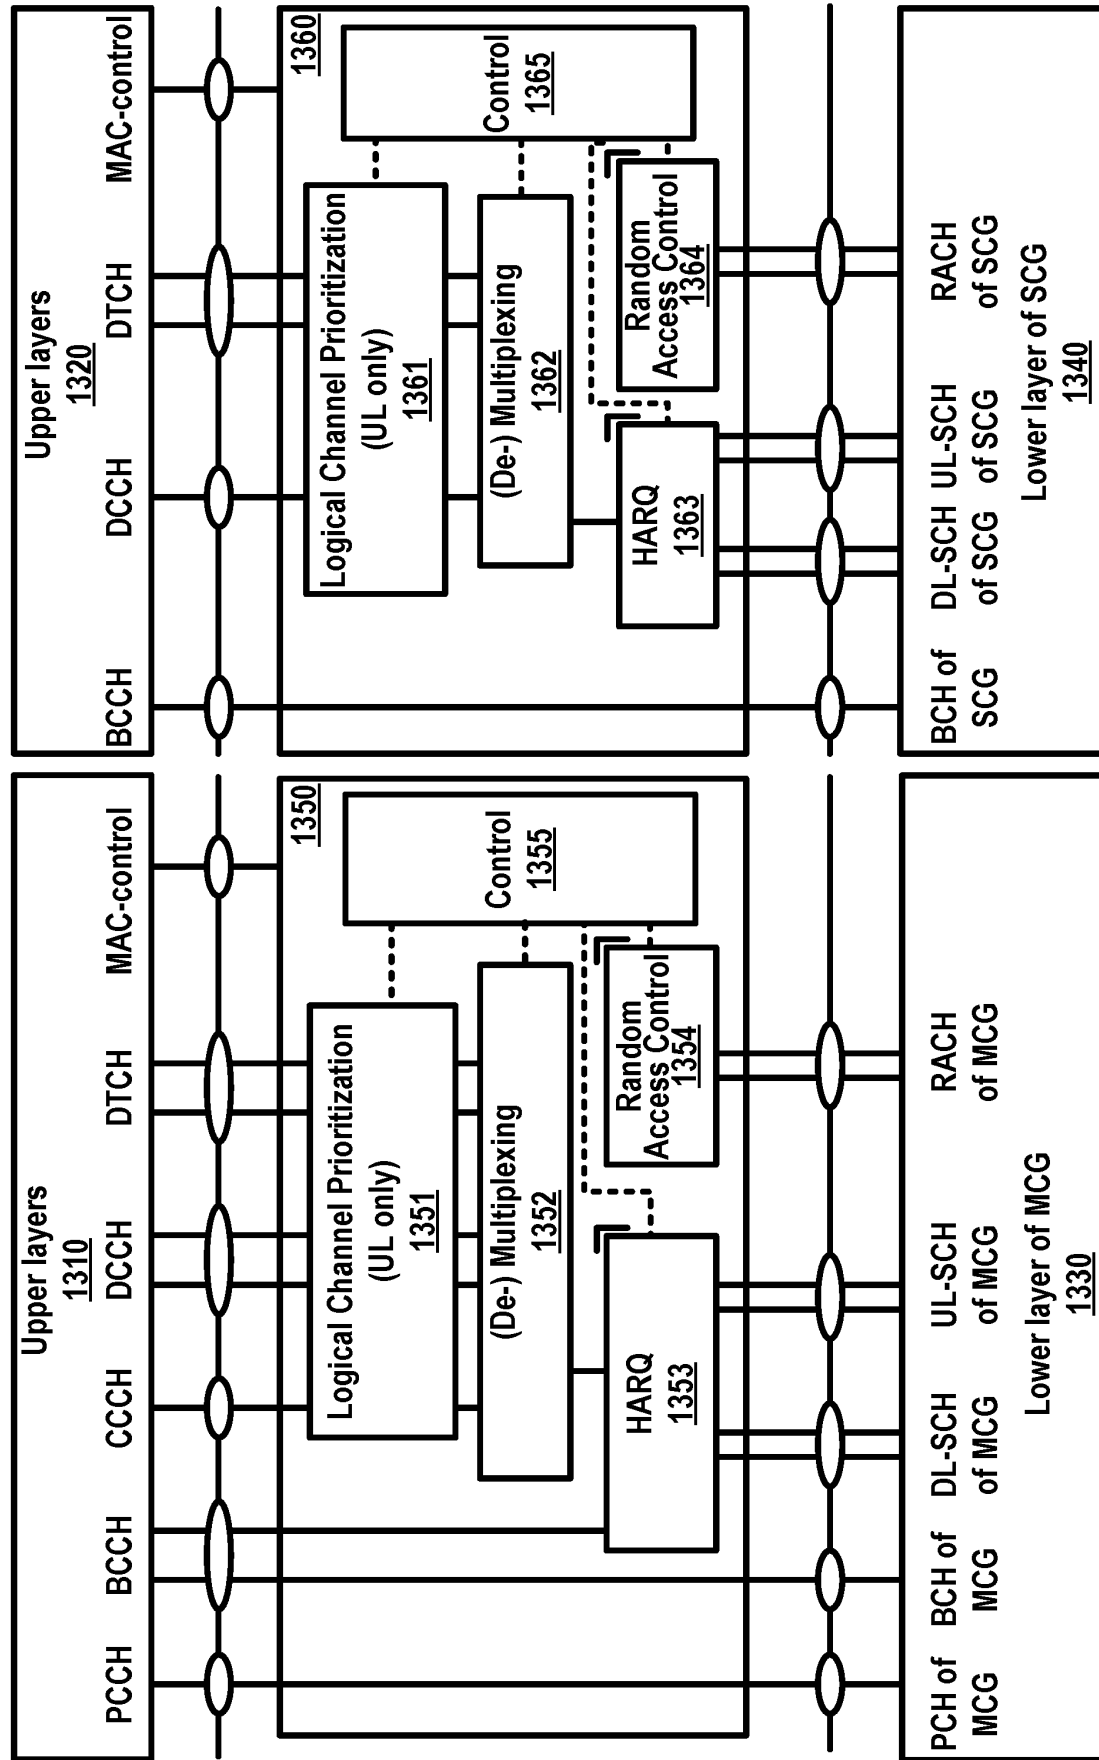 Upper layers
1310
PCCH
BCCH
CCCH
DCCH
DTCH
MAC-control
1350
Logical Channel Prioritization
(UL only)
1351
(De-) Multiplexing
1352
HARQ
1353
Random
Access Control
1354
Control
1355
PCH of
MCG
BCH of
MCG
DL-SCH
of MCG
UL-SCH
of MCG
RACH
of MCG
Lower layer of MCG
1330
Upper layers
1320
BCCH
DCCH
DTCH
MAC-control
1360
Logical Channel Prioritization
(UL only)
1361
(De-) Multiplexing
1362
HARQ
1363
Random
Access Control
1364
Control
1365
BCH of
SCG
DL-SCH
of SCG
UL-SCH
of SCG
RACH
of SCG
Lower layer of SCG
1340